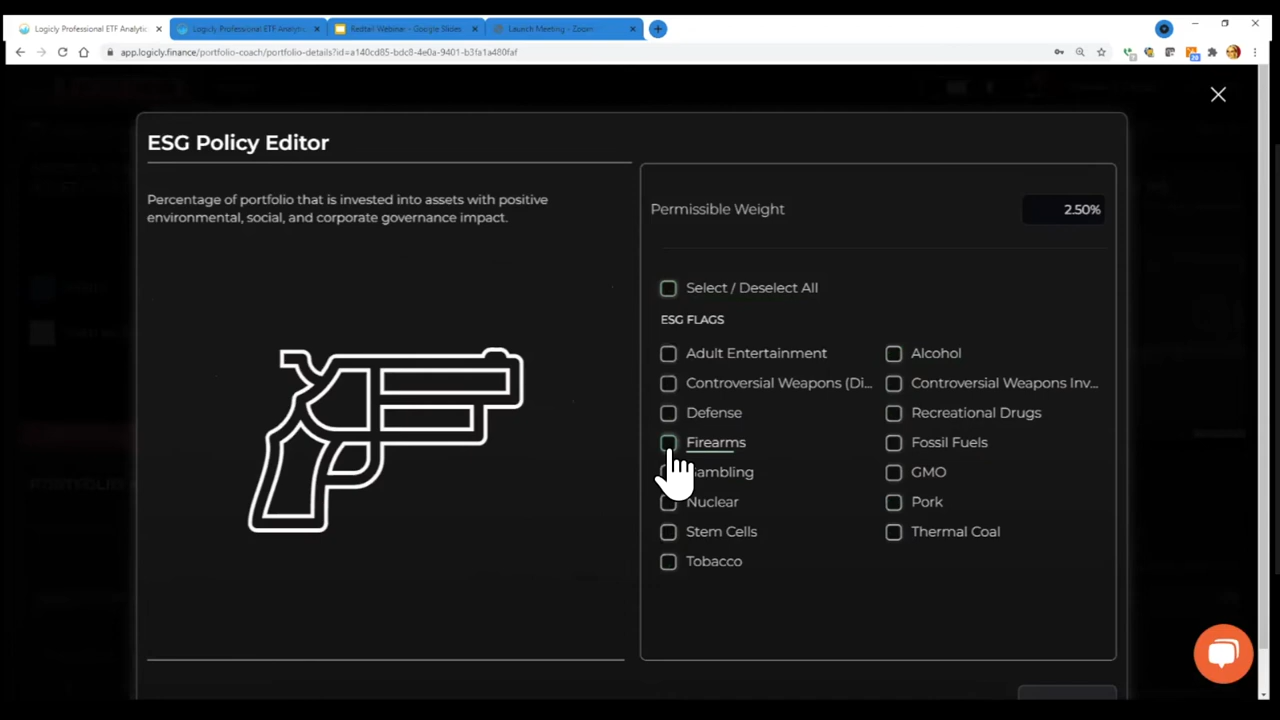 Logicly Professional ETF Analytic
Logicly Professional ETF Analytic
Redtail Webinar - Google Slides
Launch Meeting - Zoom
app.logicly.finance/portfolio-coach/portfolio-details?id=a140cd85-bdc8-4e0a-9401-b3fa1a480faf
ESG Policy Editor
Percentage of portfolio that is invested into assets with positive
environmental, social, and corporate governance impact.
Permissible Weight
2.50%
Select / Deselect All
ESG FLAGS
Adult Entertainment
Alcohol
Controversial Weapons (Di...
Controversial Weapons Inv...
Defense
Recreational Drugs
Firearms
Fossil Fuels
Gambling
GMO
Nuclear
Pork
Stem Cells
Thermal Coal
Tobacco